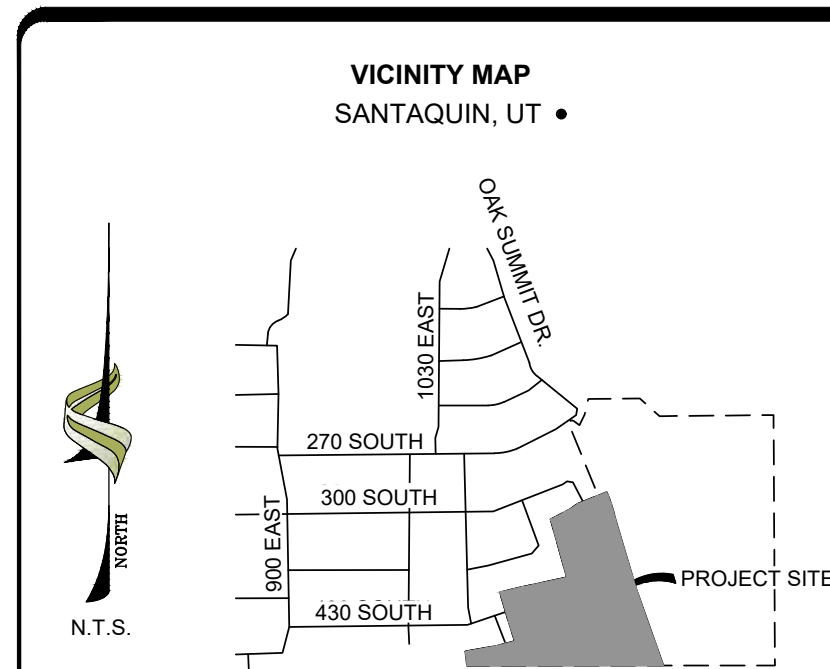 VICINITY MAP
SANTAQUIN, UT
OAK SUMMIT DR.
1030 EAST
270 SOUTH
300 SOUTH
900 EAST
NORTH
PROJECT SITE
430 SOUTH
N.T.S.